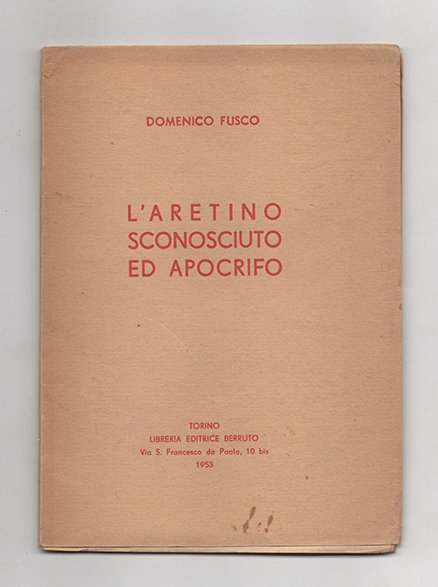 DOMENICO FUSCO
L'ARETINO
SCONOSCIUTO
ED APOCRIFO
TORINO
LIBRERIA EDITRICE BERRUTO
Via S. Francesco da Paola, 10 bis
1953